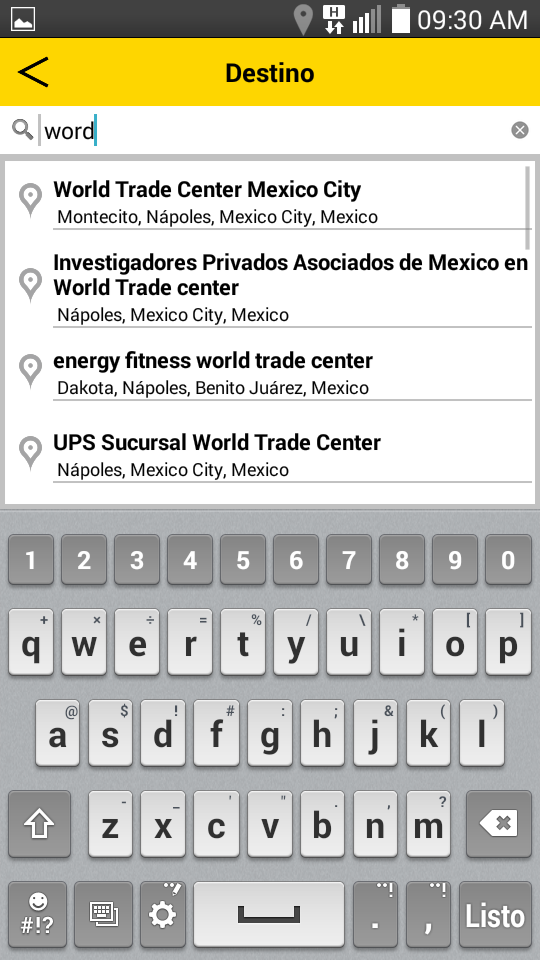 H 09:30 AM
Destino
word
World Trade Center Mexico City
Montecito, Nápoles, Mexico City, Mexico
Investigadores Privados Asociados de Mexico en
World Trade center
Nápoles, Mexico City, Mexico
energy fitness world trade center
Dakota, Nápoles, Benito Juárez, Mexico
UPS Sucursal World Trade Center
Nápoles, Mexico City, Mexico
1 2 3 4 5 6 7 8 9 0
+ × ÷ = % / \ * [ ]
q w e r t y u i o p
@ $ ! # : ; & ( )
a s d f g h j k l
- _ ' " . , ?
z x c v b n m
#!? . , Listo